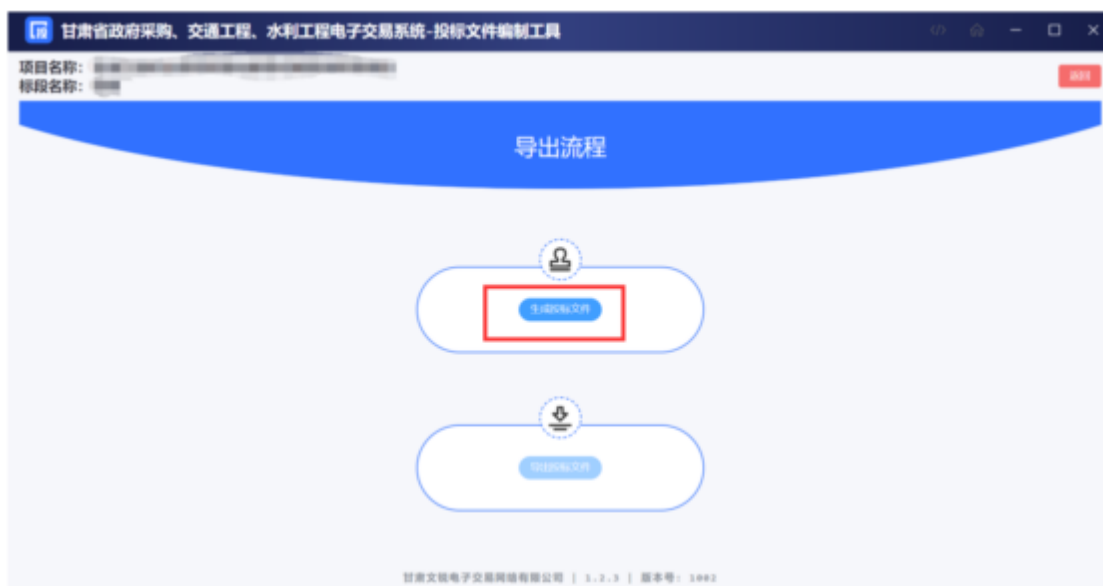 甘肃省政府采购、交通工程、水利工程电子交易系统-投标文件编制工具
项目名称:
标段名称:
返回
导出流程
生成投标文件
导出投标文件
甘肃文锐电子交易网络有限公司 | 1.2.3 | 版本号: 1002